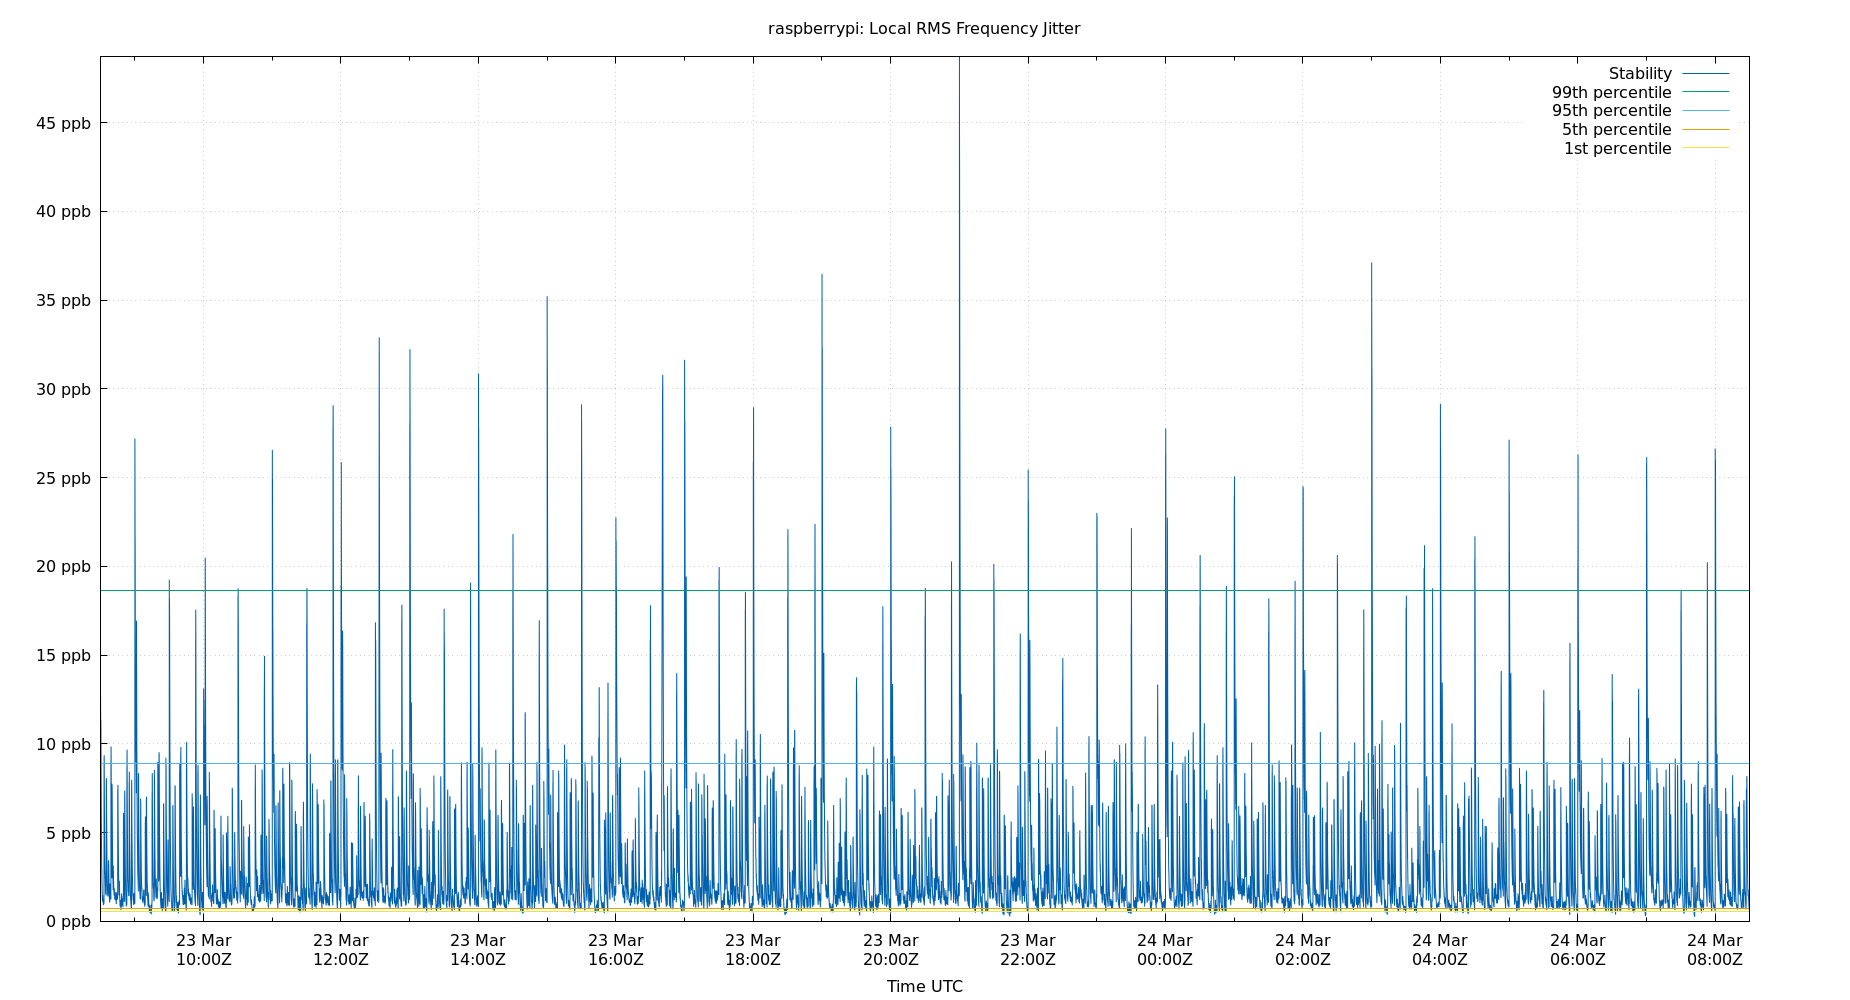 raspberrypi: Local RMS Frequency Jitter
Stability
99th percentile
95th percentile
5th percentile
1st percentile
45 ppb
40 ppb
35 ppb
30 ppb
25 ppb
20 ppb
15 ppb
10 ppb
5 ppb
0 ppb
23 Mar 23 Mar 23 Mar 23 Mar 23 Mar 23 Mar 23 Mar 24 Mar 24 Mar 24 Mar 24 Mar 24 Mar
10:00Z 12:00Z 14:00Z 16:00Z 18:00Z 20:00Z 22:00Z 00:00Z 02:00Z 04:00Z 06:00Z 08:00Z
Time UTC